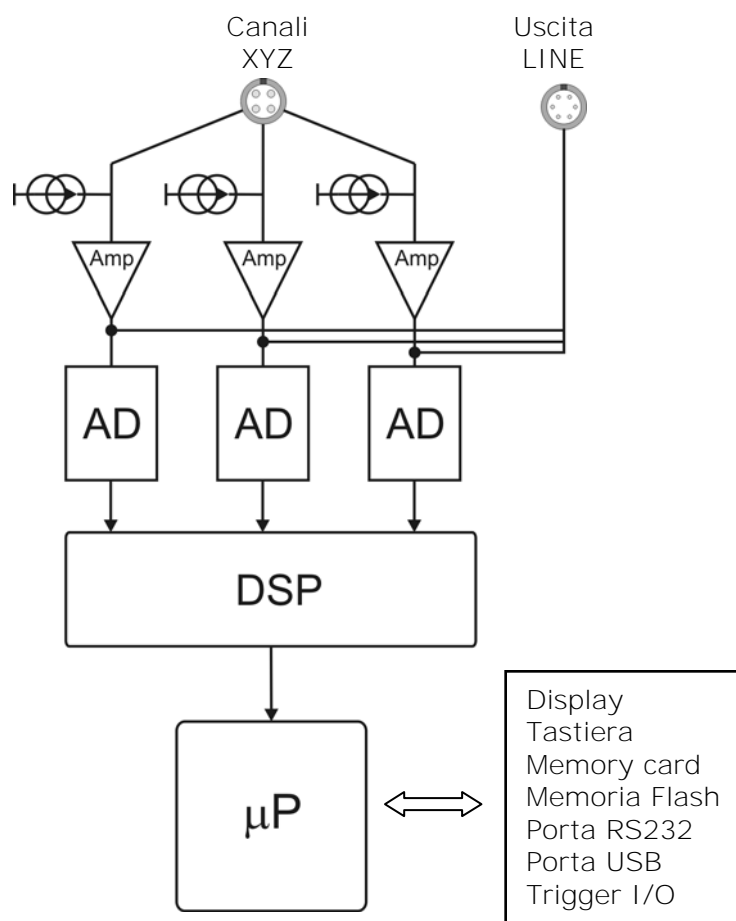 Canali
XYZ
Uscita
LINE
Amp
Amp
Amp
AD
AD
AD
DSP
µP
Display
Tastiera
Memory card
Memoria Flash
Porta RS232
Porta USB
Trigger I/O